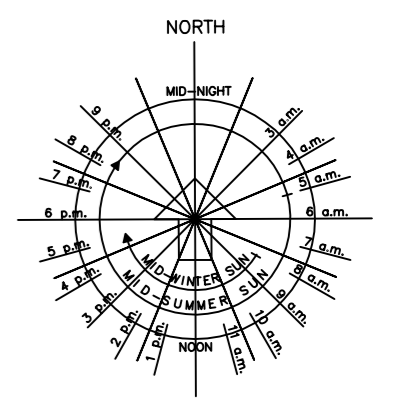 NORTH
MID-NIGHT
9 p.m.
3 a.m.
8 p.m.
4 a.m.
7 p.m.
5 a.m.
6 p.m.
6 a.m.
5 p.m.
7 a.m.
4 p.m.
8 a.m.
3 p.m.
9 a.m.
2 p.m.
10 a.m.
1 p.m.
11 a.m.
MID-WINTER SUN
MID-SUMMER SUN
NOON